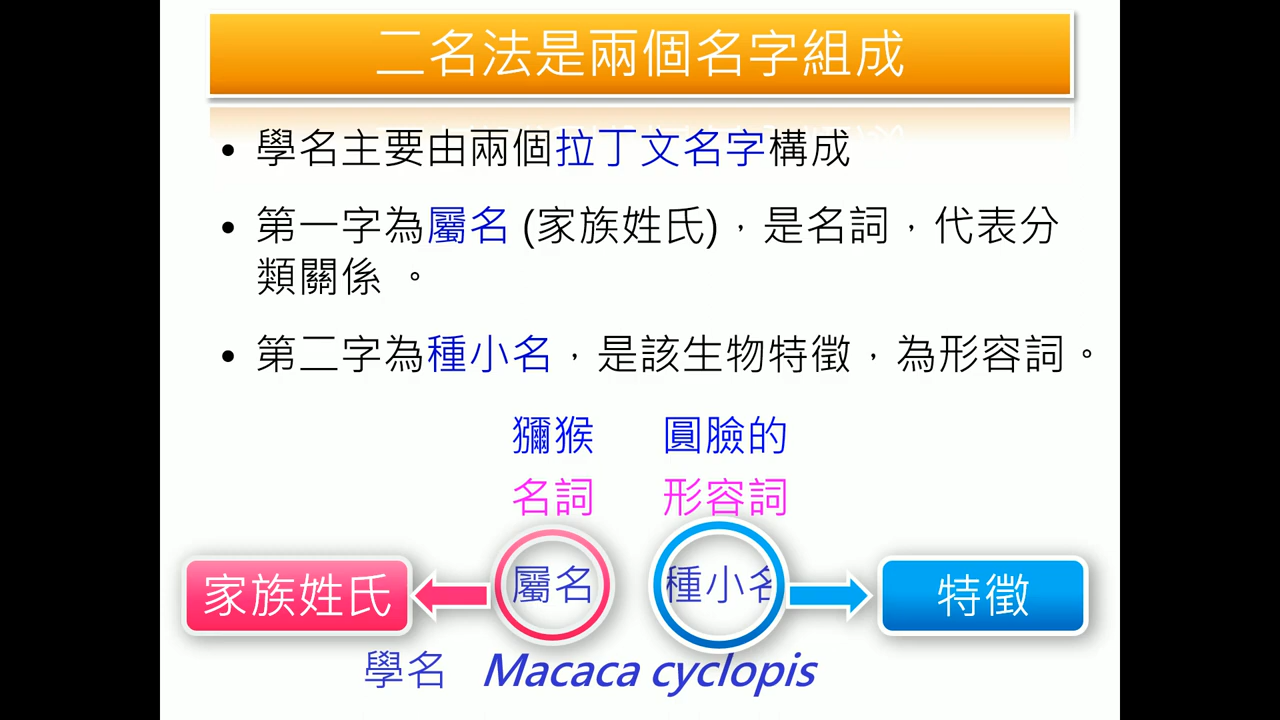 二名法是兩個名字組成
• 學名主要由兩個拉丁文名字構成
• 第一字為屬名 (家族姓氏)，是名詞，代表分
類關係 。
• 第二字為種小名，是該生物特徵，為形容詞。
獼猴 圓臉的
名詞 形容詞
家族姓氏 屬名 種小名 特徵
學名 Macaca cyclopis